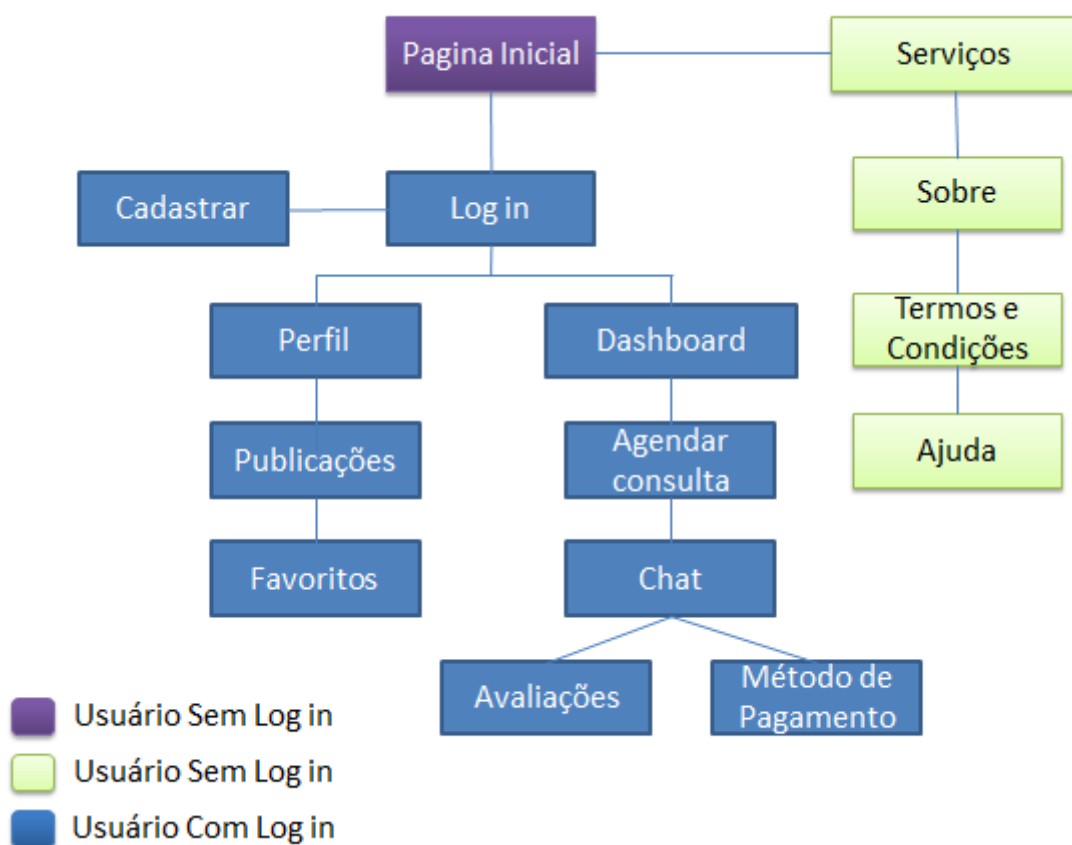 Pagina Inicial
Serviços
Cadastrar
Log in
Sobre
Perfil
Dashboard
Termos e
Condições
Publicações
Agendar
consulta
Ajuda
Favoritos
Chat
Avaliações
Método de
Pagamento
Usuário Sem Log in
Usuário Sem Log in
Usuário Com Log in